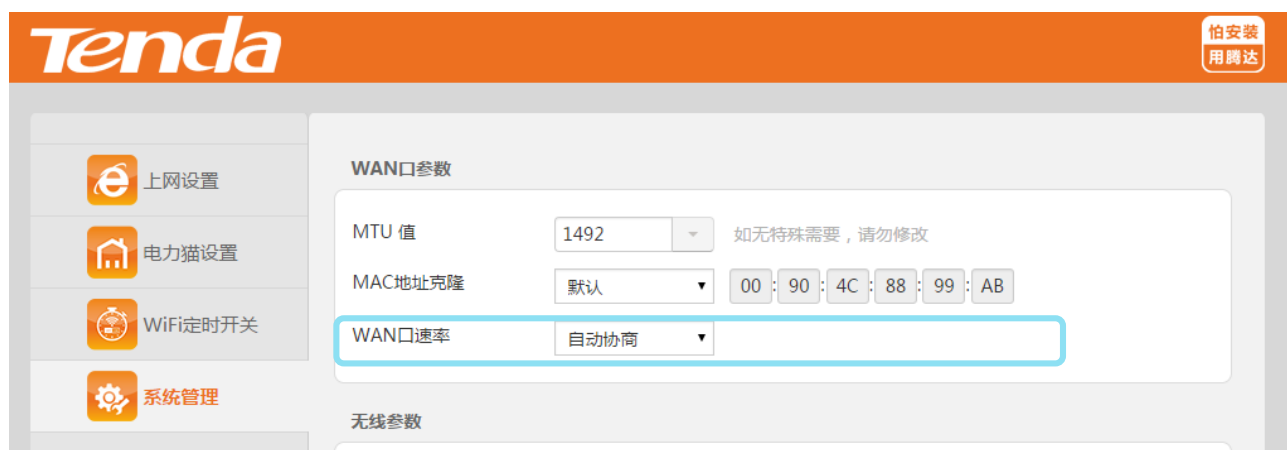 Tenda
怕安装
用腾达
上网设置
电力猫设置
WiFi定时开关
系统管理
WAN口参数
MTU 值 1492 如无特殊需要，请勿修改
MAC地址克隆 默认 00 : 90 : 4C : 88 : 99 : AB
WAN口速率 自动协商
无线参数